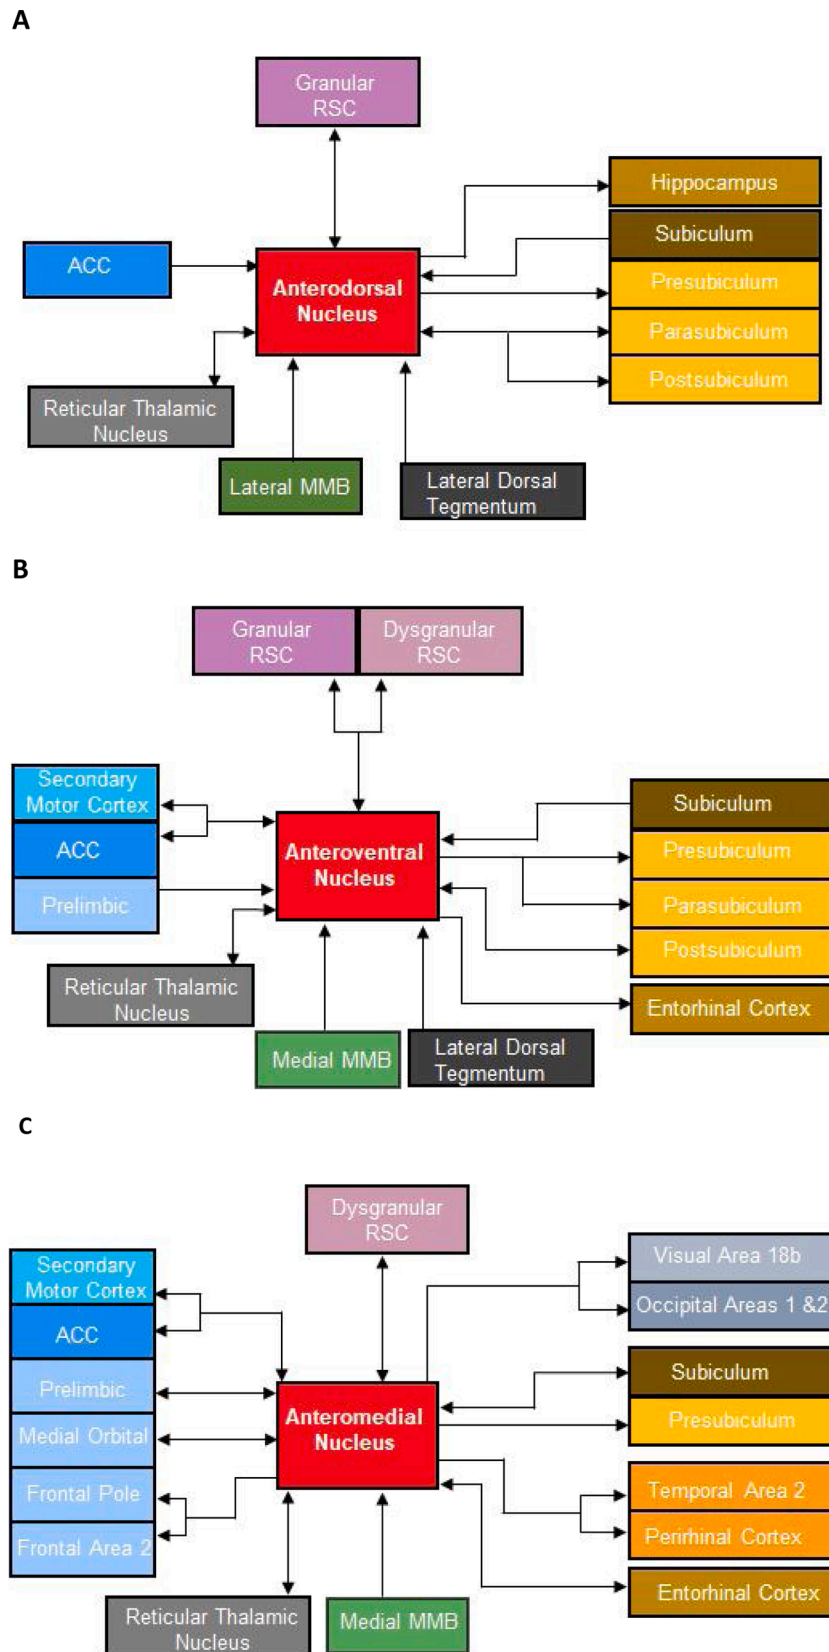 A
Granular
RSC
Hippocampus
Subiculum
ACC
Anterodorsal
Nucleus
Presubiculum
Parasubiculum
Postsubiculum
Reticular Thalamic
Nucleus
Lateral MMB
Lateral Dorsal
Tegmentum
B
Granular
RSC
Dysgranular
RSC
Secondary
Motor Cortex
ACC
Prelimbic
Anteroventral
Nucleus
Subiculum
Presubiculum
Parasubiculum
Postsubiculum
Entorhinal Cortex
Reticular Thalamic
Nucleus
Medial MMB
Lateral Dorsal
Tegmentum
C
Dysgranular
RSC
Secondary
Motor Cortex
ACC
Prelimbic
Medial Orbital
Frontal Pole
Frontal Area 2
Anteromedial
Nucleus
Visual Area 18b
Occipital Areas 1 &2
Subiculum
Presubiculum
Temporal Area 2
Perirhinal Cortex
Entorhinal Cortex
Reticular Thalamic
Nucleus
Medial MMB